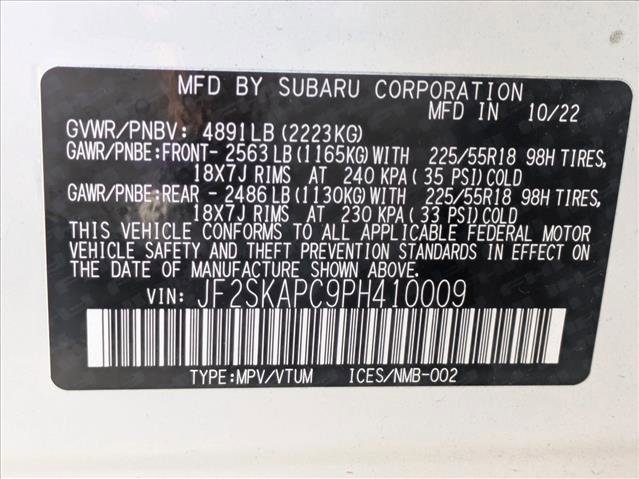 MFD BY SUBARU CORPORATION
MFD IN 10/22
GVWR/PNBV: 4891LB(2223KG)
GAWR/PNBE:FRONT- 2563LB(1165KG)WITH 225/55R18 98H TIRES,
18X7J RIMS AT 240 KPA(35 PSI)COLD
GAWR/PNBE:REAR - 2486LB(1130KG)WITH 225/55R18 98H TIRES,
18X7J RIMS AT 230 KPA(33 PSI)COLD
THIS VEHICLE CONFORMS TO ALL APPLICABLE FEDERAL MOTOR
VEHICLE SAFETY AND THEFT PREVENTION STANDARDS IN EFFECT ON
THE DATE OF MANUFACTURE SHOWN ABOVE.
VIN: JF2SKAPC9PH410009
TYPE:MPV/VTUM ICES/NMB-002